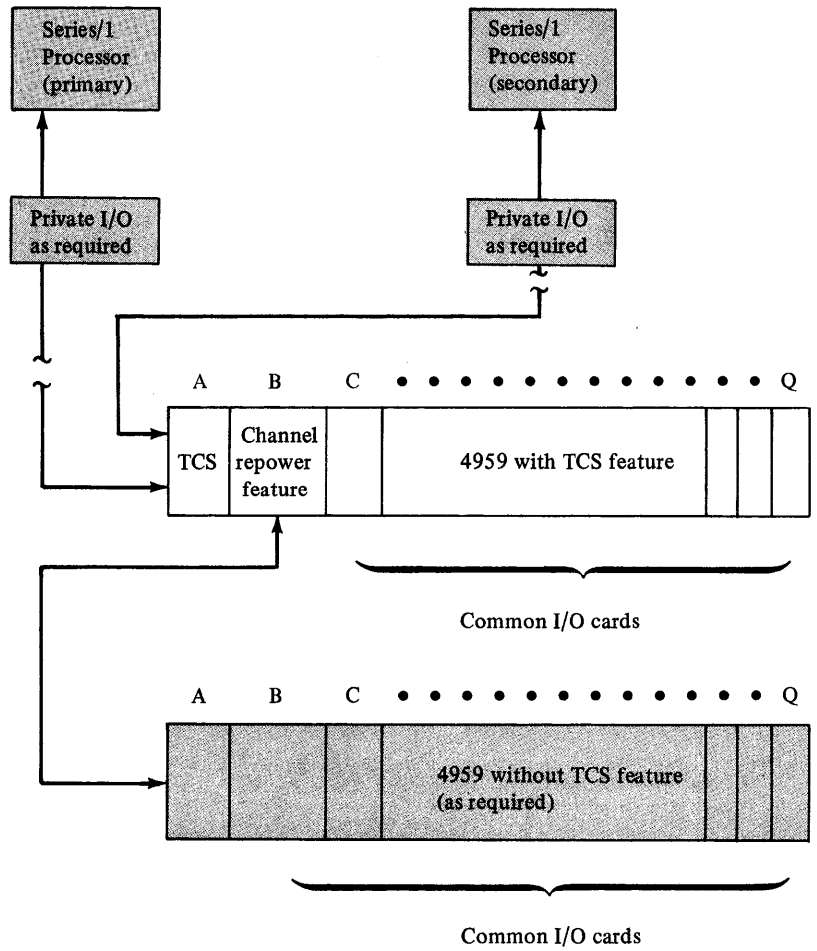 Series/1
Processor
(primary)
Series/1
Processor
(secondary)
Private I/O
as required
Private I/O
as required
A B C • • • • • • • • • • • • Q
TCS
Channel
repower
feature
4959 with TCS feature
Common I/O cards
A B C • • • • • • • • • • • • Q
4959 without TCS feature
(as required)
Common I/O cards